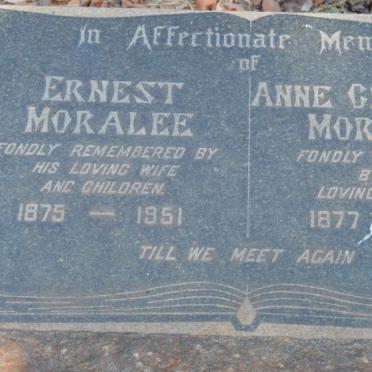 In Affectionate
of
ERNEST
MORALEE
FONDLY REMEMBERED BY
HIS LOVING WIFE
AND CHILDREN.
1875 — 1951
ANNE
FONDLY
1877
TILL WE MEET AGAIN